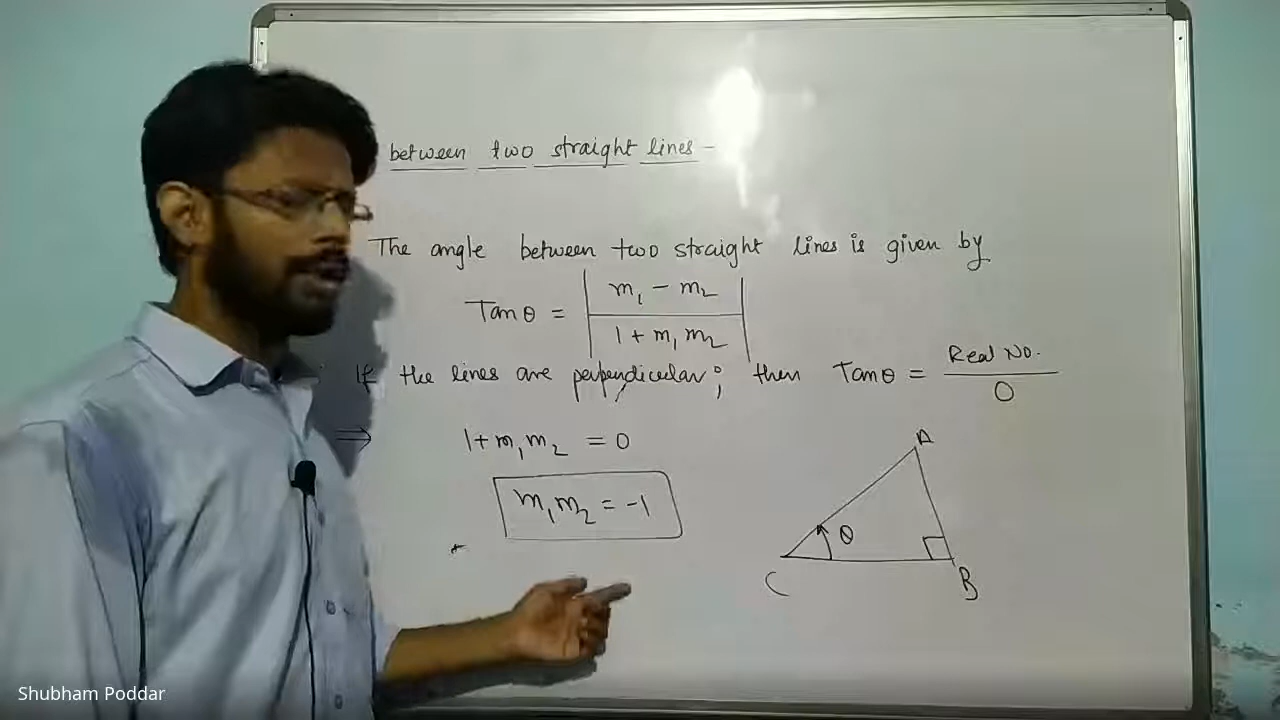 between two straight lines -
The angle between two straight lines is given by
Tan θ = | m₁ - m₂ / 1 + m₁ m₂ |
If the lines are perpendicular; then Tan θ = Real No. / 0
⇒ 1 + m₁ m₂ = 0
m₁ m₂ = -1
A
θ
C
B
Shubham Poddar